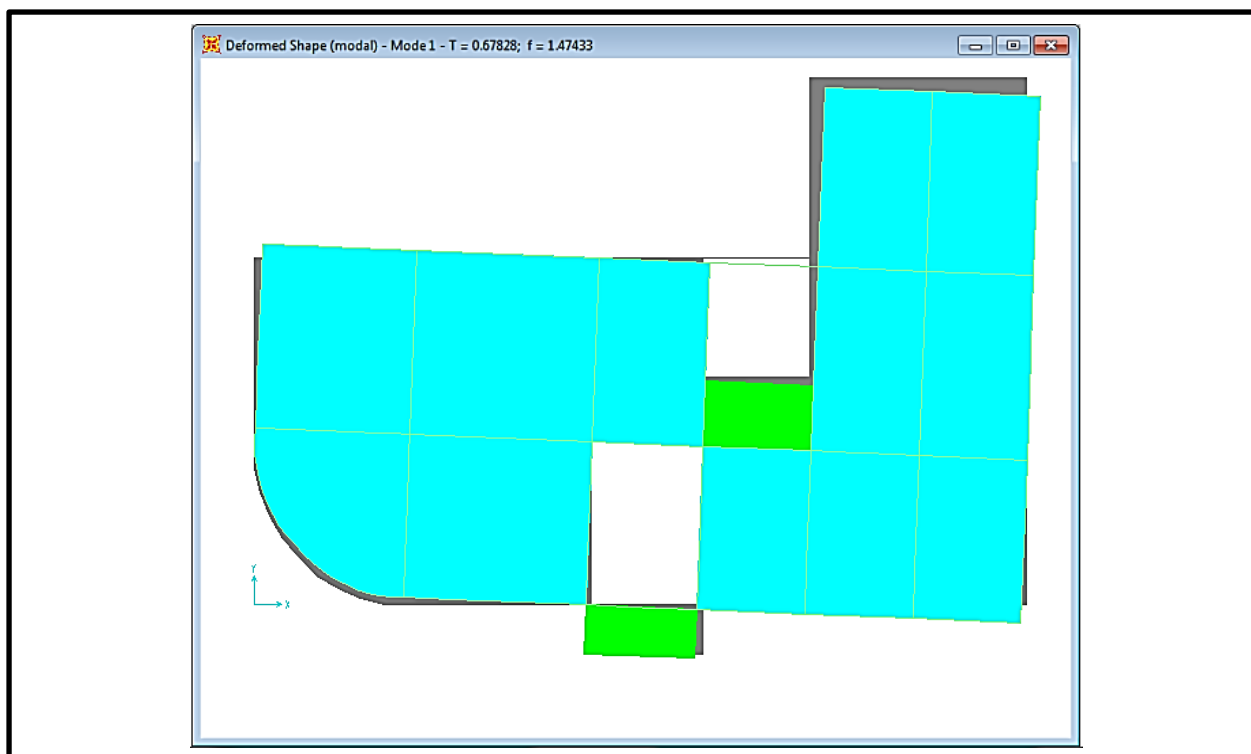 Deformed Shape (modal) - Mode 1 - T = 0.67828; f = 1.47433
Y
X